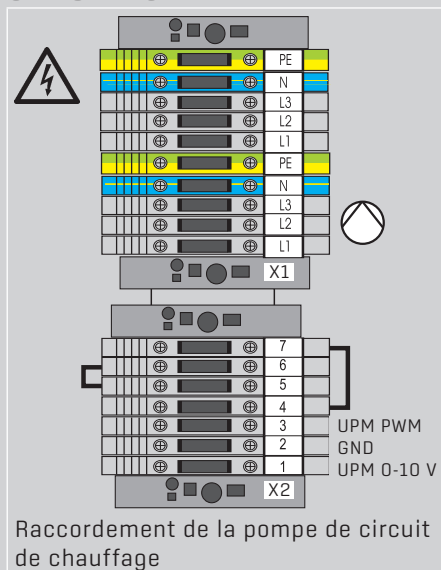 PE
N
L3
L2
L1
PE
N
L3
L2
L1
X1
7
6
5
4
3 UPM PWM
2 GND
1 UPM 0-10 V
X2
Raccordement de la pompe de circuit
de chauffage